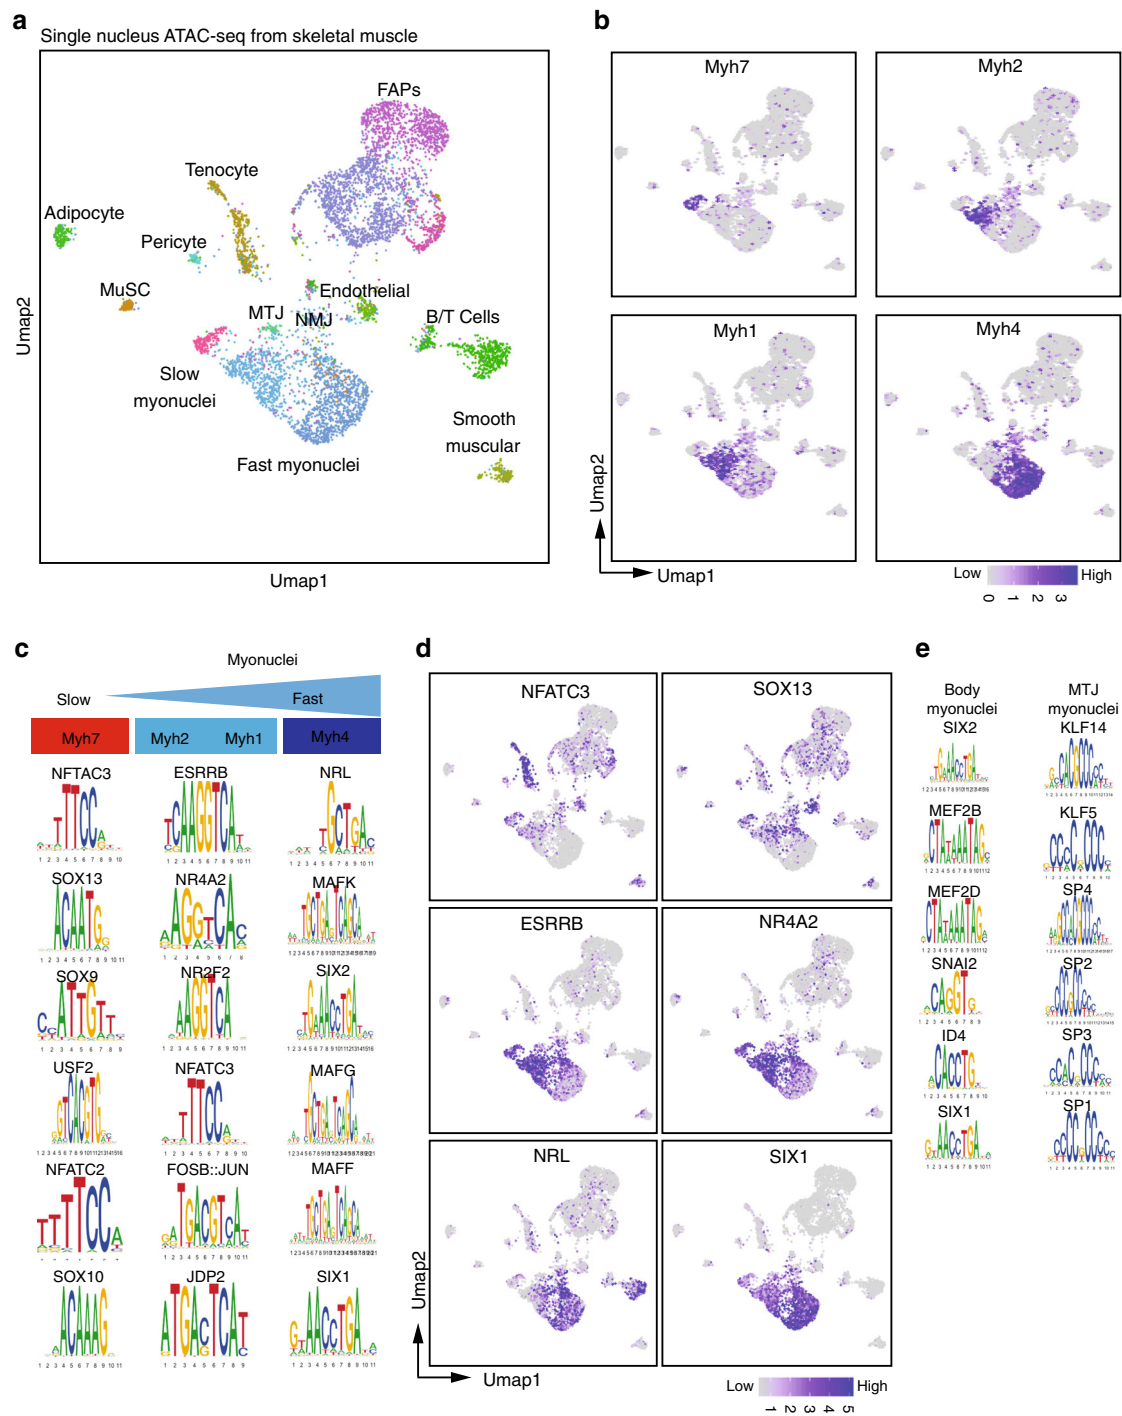 a
Single nucleus ATAC-seq from skeletal muscle
FAPs
Tenocyte
Adipocyte
Pericyte
MuSC
Endothelial
MTJ
NMJ
B/T Cells
Slow
myonuclei
Smooth
muscular
Fast myonuclei
Umap2
Umap1
b
Myh7
Myh2
Myh1
Myh4
Umap2
Umap1
Low
High
0 1 2 3
c
Myonuclei
Slow
Fast
Myh7
Myh2
Myh1
Myh4
NFTAC3
ESRRB
NRL
SOX13
NR4A2
MAFK
SOX9
NR2F2
SIX2
USF2
NFATC3
MAFG
NFATC2
FOSB::JUN
MAFF
SOX10
JDP2
SIX1
d
NFATC3
SOX13
ESRRB
NR4A2
NRL
SIX1
Umap2
Umap1
Low
High
1 2 3 4 5
e
Body
myonuclei
MTJ
myonuclei
SIX2
KLF14
MEF2B
KLF5
MEF2D
SP4
SNAI2
SP2
ID4
SP3
SIX1
SP1